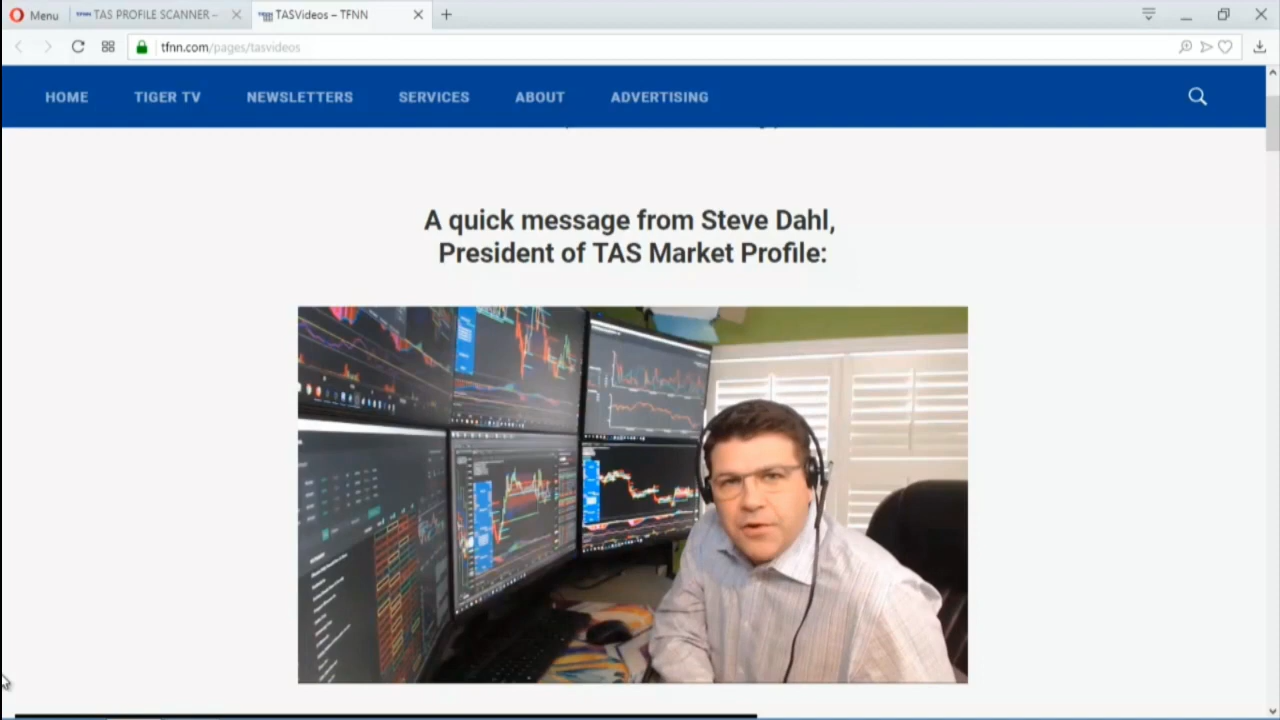 Menu
TAS PROFILE SCANNER –
TASVideos – TFNN
tfnn.com/pages/tasvideos
HOME
TIGER TV
NEWSLETTERS
SERVICES
ABOUT
ADVERTISING
A quick message from Steve Dahl,
President of TAS Market Profile: